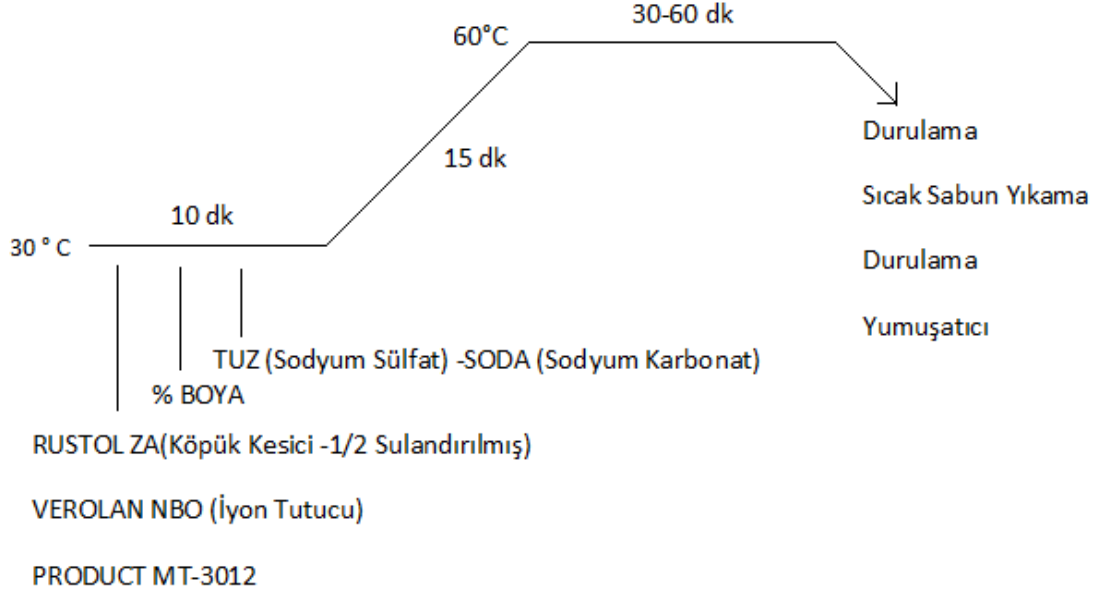 30-60 dk
60°C
15 dk
10 dk
30 ° C
Durulama
Sıcak Sabun Yıkama
Durulama
Yumuşatıcı
TUZ (Sodyum Sülfat) -SODA (Sodyum Karbonat)
% BOYA
RUSTOL ZA(Köpük Kesici -1/2 Sulandırılmış)
VEROLAN NBO (İyon Tutucu)
PRODUCT MT-3012